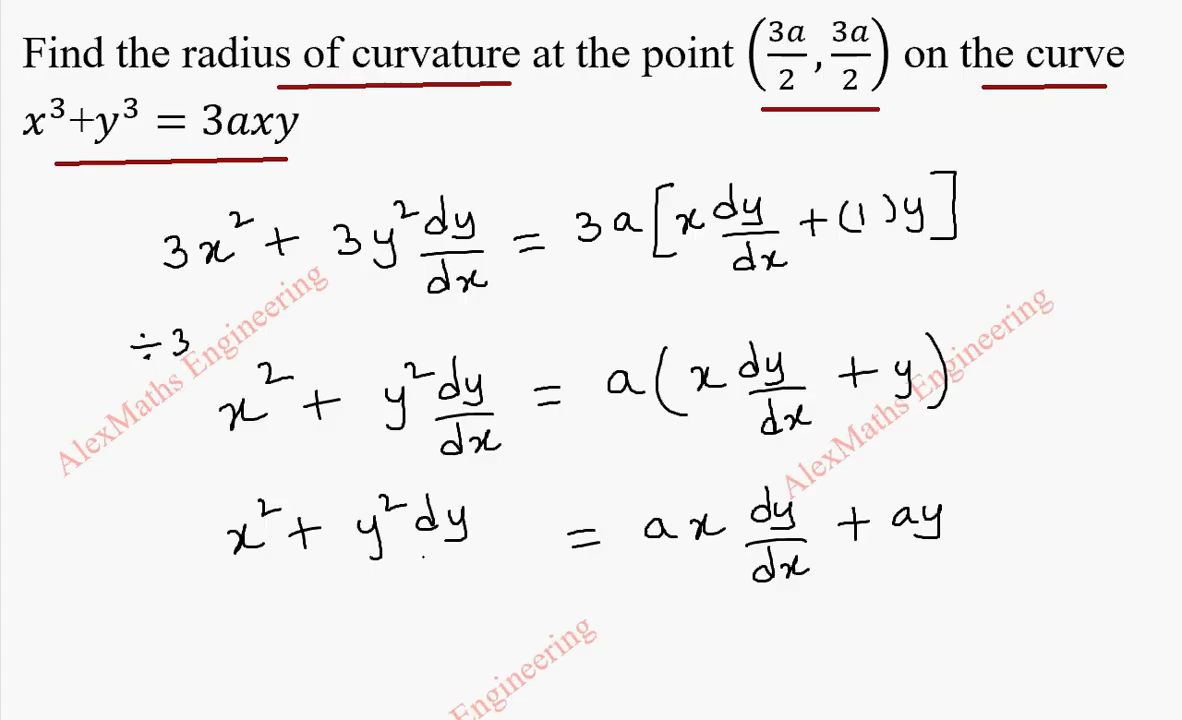 Find the radius of curvature at the point (3a/2, 3a/2) on the curve
x³+y³ = 3axy
3x² + 3y² dy/dx = 3a[x dy/dx + (1)y]
÷3
x² + y² dy/dx = a(x dy/dx + y)
x² + y² dy = ax dy/dx + ay
AlexMaths Engineering
AlexMaths Engineering
Engineering